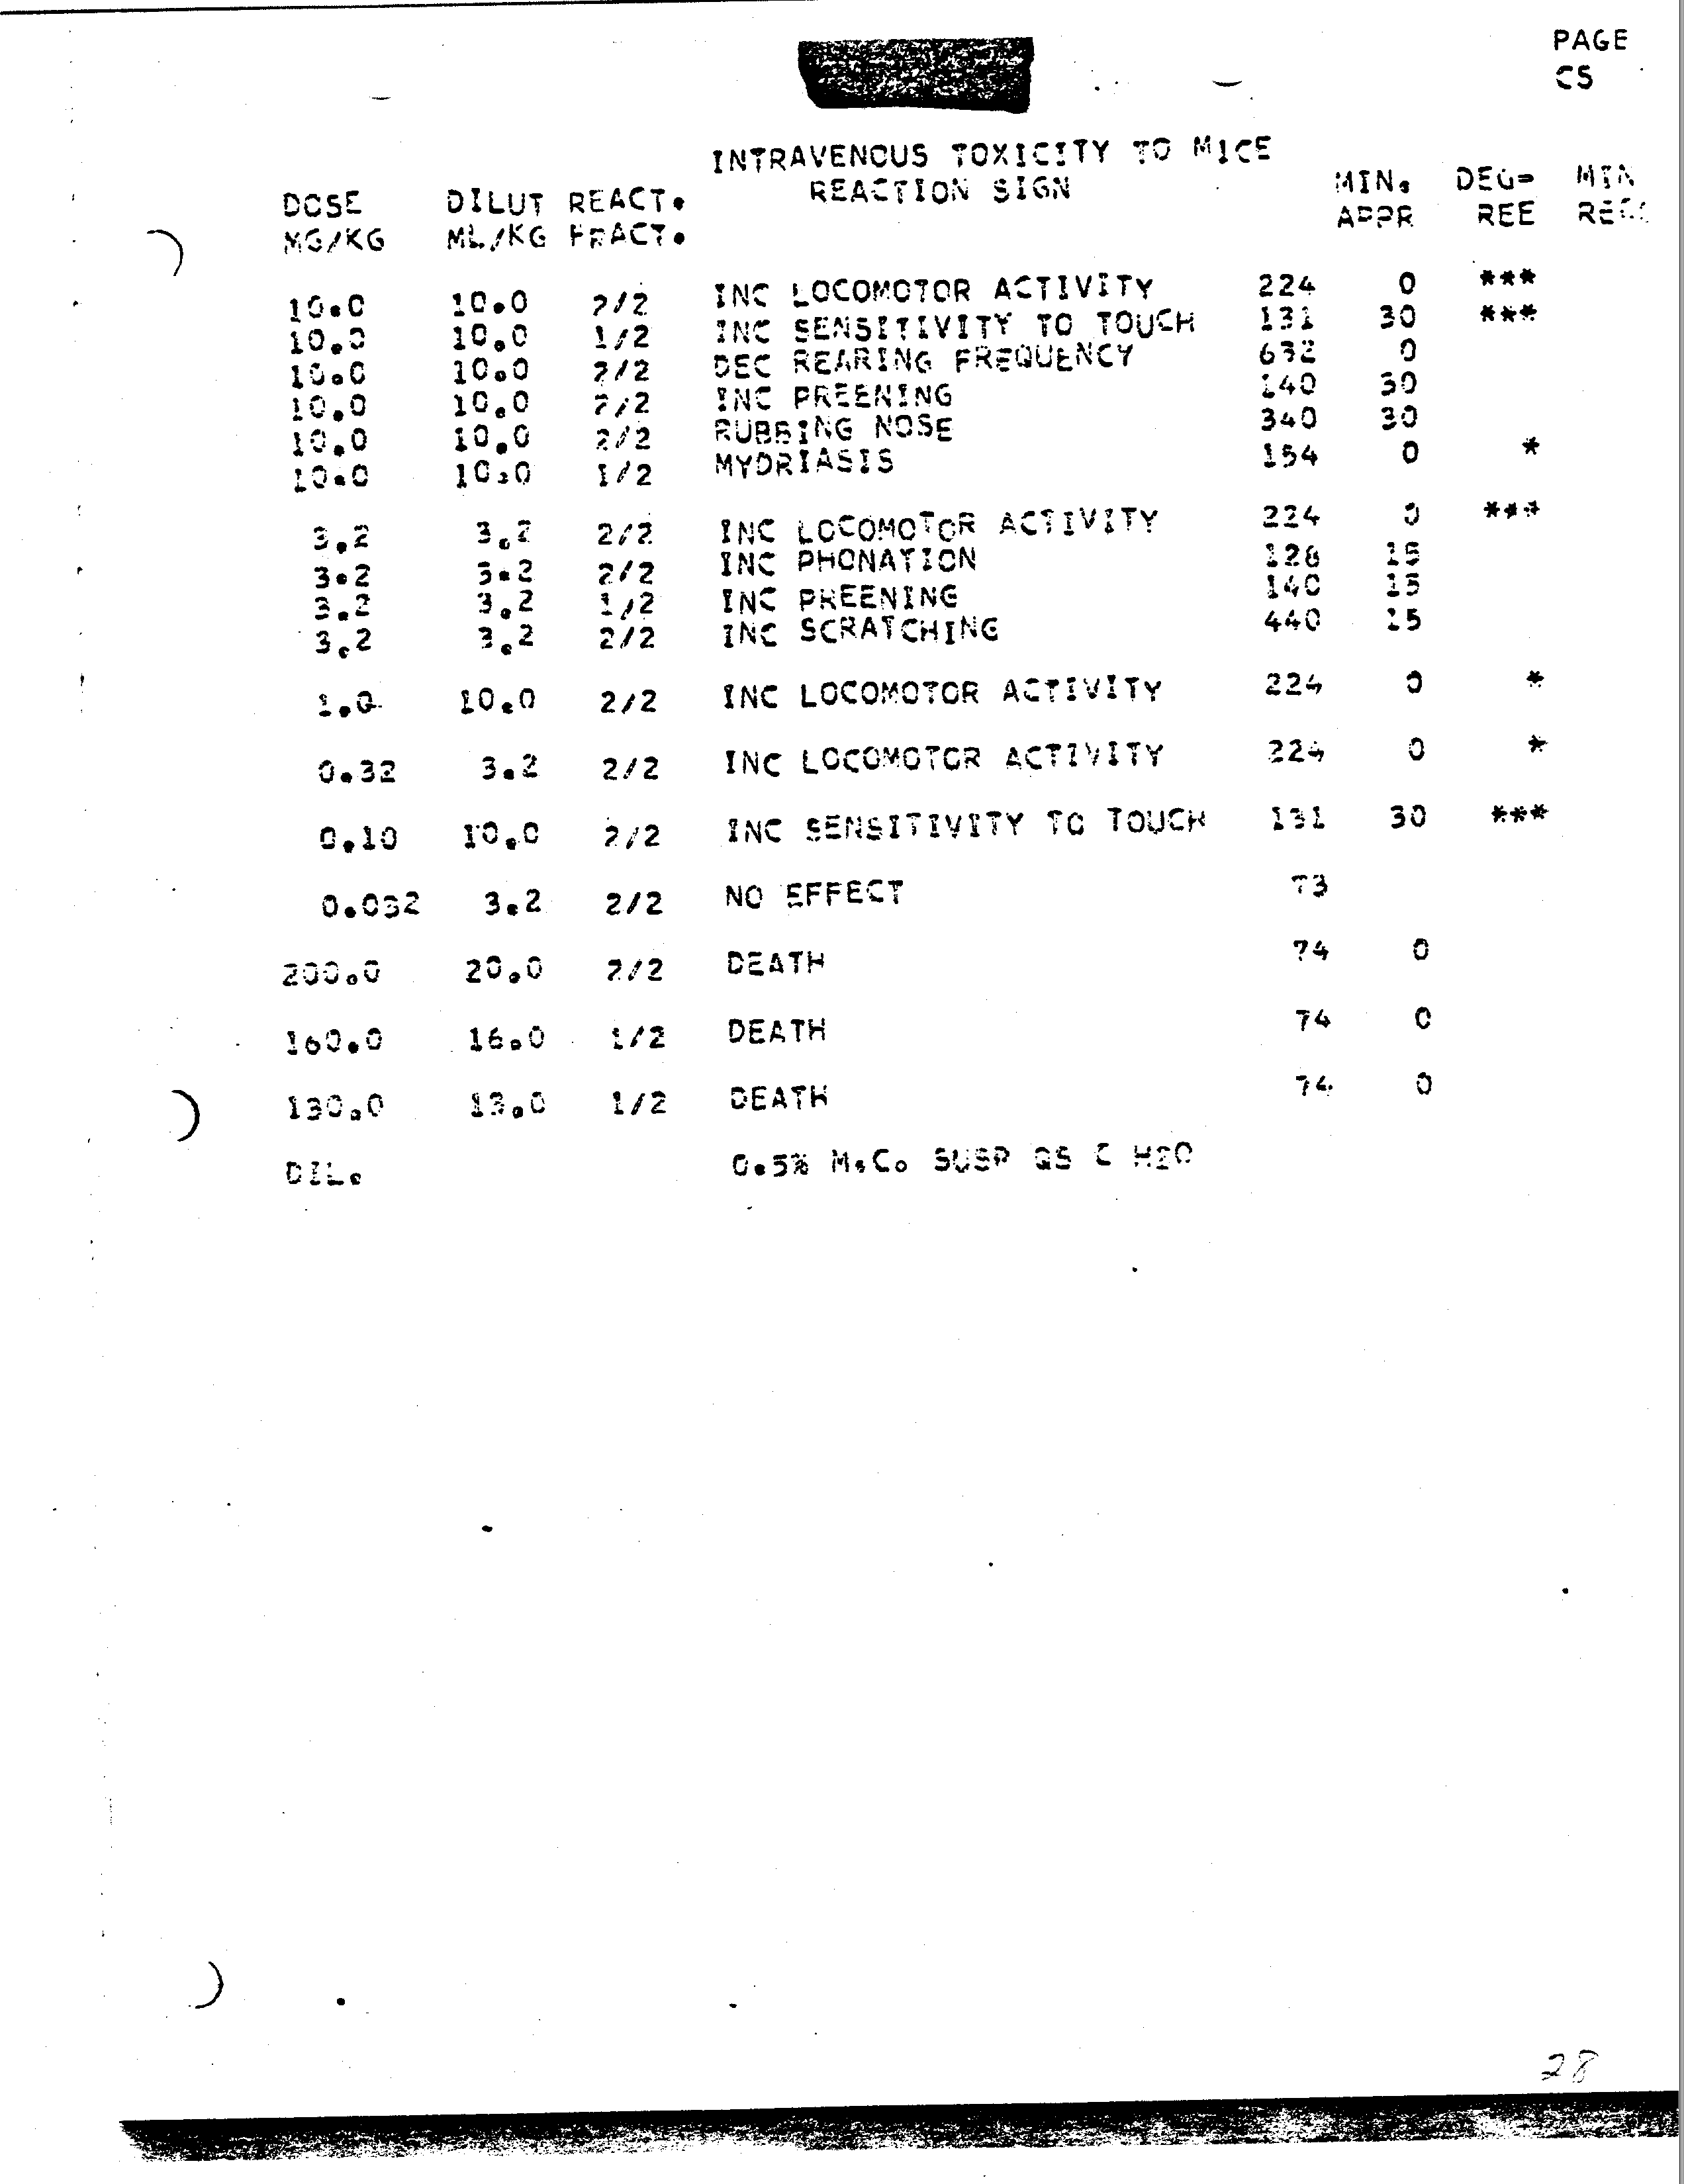 PAGE
C5
INTRAVENOUS TOXICITY TO MICE
DOSE DILUT REACT. REACTION SIGN MIN. DEG- MIN
MG/KG ML/KG FRACT. APPR REE
10.0 10.0 2/2 INC LOCOMOTOR ACTIVITY 224 0 ***
10.0 10.0 1/2 INC SENSITIVITY TO TOUCH 131 30 ***
10.0 10.0 2/2 DEC REARING FREQUENCY 632 0
10.0 10.0 2/2 INC PREENING 140 30
10.0 10.0 2/2 RUBBING NOSE 340 30
10.0 10.0 1/2 MYDRIASIS 154 0 *
3.2 3.2 2/2 INC LOCOMOTOR ACTIVITY 224 0 ***
3.2 3.2 2/2 INC PHONATION 128 15
3.2 3.2 1/2 INC PREENING 140 15
3.2 3.2 2/2 INC SCRATCHING 440 15
1.0 10.0 2/2 INC LOCOMOTOR ACTIVITY 224 0 *
0.32 3.2 2/2 INC LOCOMOTOR ACTIVITY 224 0 *
0.10 10.0 2/2 INC SENSITIVITY TO TOUCH 131 30 ***
0.032 3.2 2/2 NO EFFECT 73
200.0 20.0 2/2 DEATH 74 0
160.0 16.0 1/2 DEATH 74 0
130.0 13.0 1/2 DEATH 74 0
DIL. 0.5% M.C. SUSP QS C H2O
28